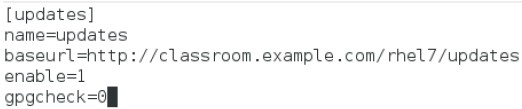 [updates]
name=updates
baseurl=http://classroom.example.com/rhel7/updates
enable=1
gpgcheck=0